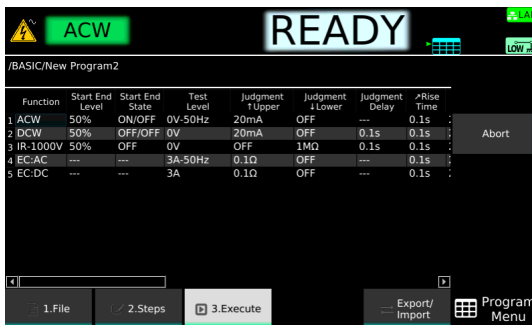 ACW
READY
LAN
LOW
/BASIC/New Program2
Function Start End Level Start End State Test Level Judgment ↑Upper Judgment ↓Lower Judgment Delay ↗Rise Time
1 ACW 50% ON/OFF 0V-50Hz 20mA OFF --- 0.1s
2 DCW 50% OFF/OFF 0V 20mA OFF 0.1s 0.1s
3 IR-1000V 50% OFF 0V OFF 1MΩ 0.1s 0.1s
4 EC:AC --- --- 3A-50Hz 0.1Ω OFF --- 0.1s
5 EC:DC --- --- 3A 0.1Ω OFF --- 0.1s
Abort
1.File
2.Steps
3.Execute
Export/
Import
Program
Menu